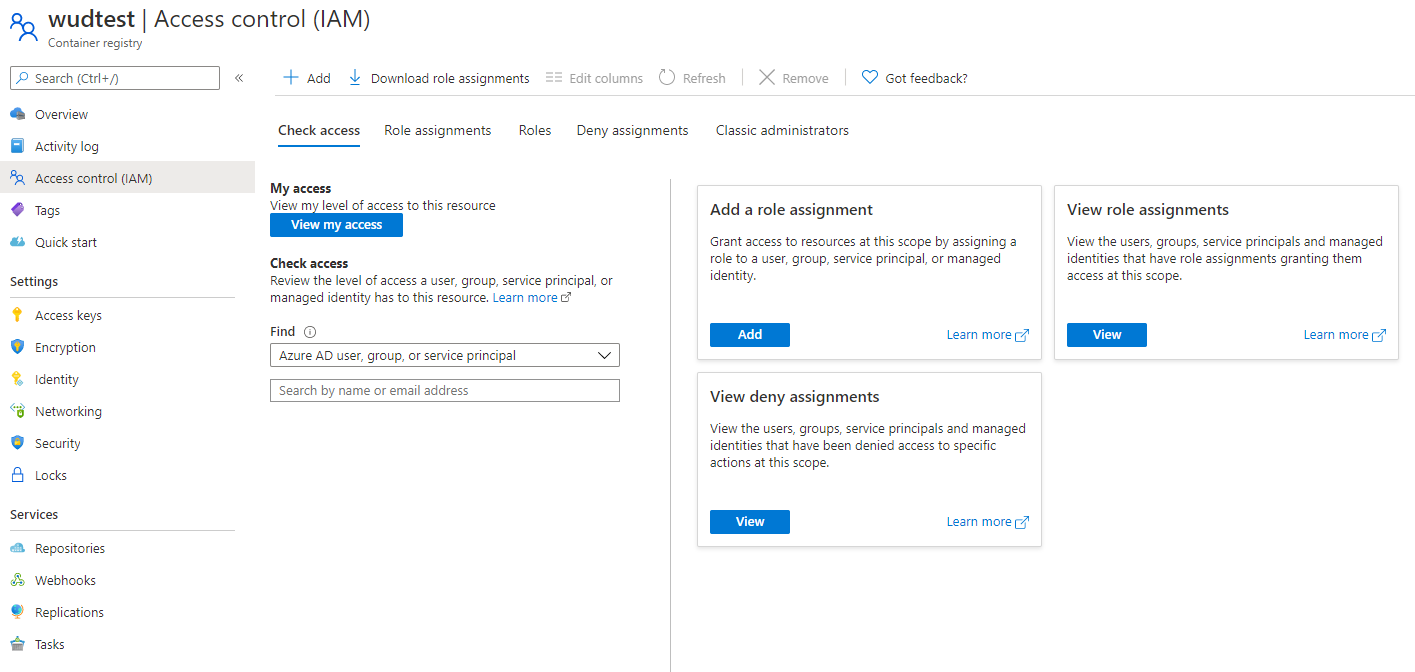 wudtest | Access control (IAM)
Container registry
Search (Ctrl+/)
«
Overview
Activity log
Access control (IAM)
Tags
Quick start
Settings
Access keys
Encryption
Identity
Networking
Security
Locks
Services
Repositories
Webhooks
Replications
Tasks
Add
Download role assignments
Edit columns
Refresh
Remove
Got feedback?
Check access
Role assignments
Roles
Deny assignments
Classic administrators
My access
View my level of access to this resource
View my access
Check access
Review the level of access a user, group, service principal, or
managed identity has to this resource. Learn more
Find
Azure AD user, group, or service principal
Search by name or email address
Add a role assignment
Grant access to resources at this scope by assigning a
role to a user, group, service principal, or managed
identity.
Add
Learn more
View role assignments
View the users, groups, service principals and managed
identities that have role assignments granting them
access at this scope.
View
Learn more
View deny assignments
View the users, groups, service principals and managed
identities that have been denied access to specific
actions at this scope.
View
Learn more